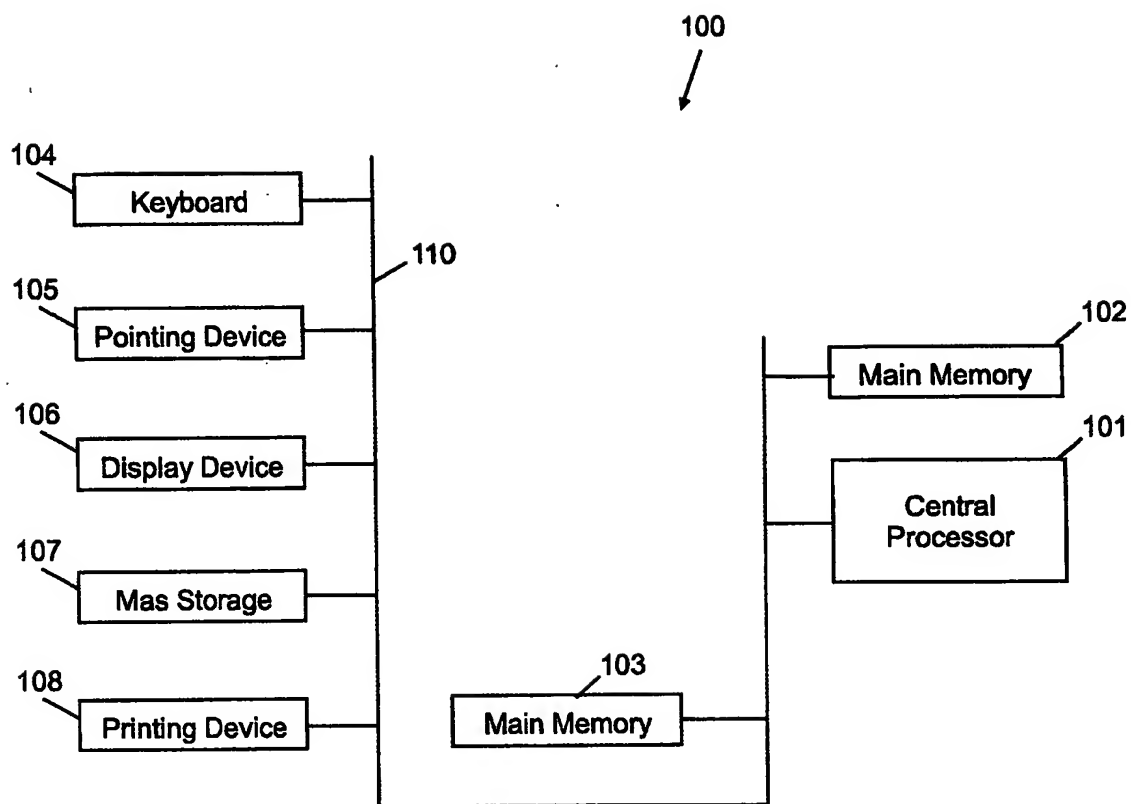 100
104
Keyboard
110
105
Pointing Device
102
Main Memory
106
Display Device
101
Central
Processor
107
Mas Storage
103
Main Memory
108
Printing Device